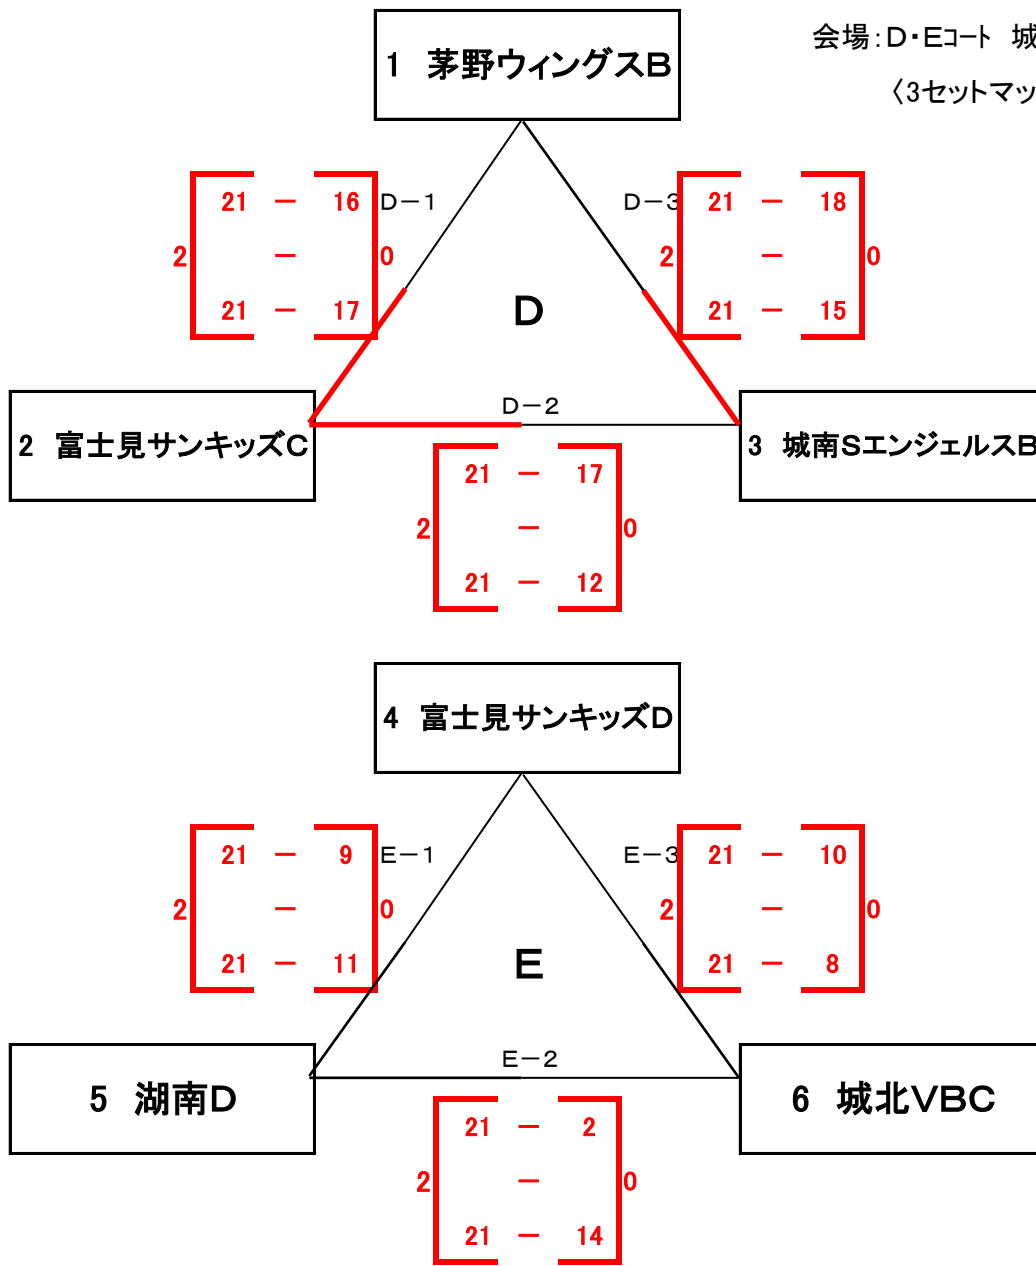 会場：D・Eコート 城
1 茅野ウィングスB
〈3セットマッ
21 － 16 D－1
2 － 0
21 － 17
D－3 21 － 18
2 － 0
21 － 15
D
D－2
2 富士見サンキッズC
3 城南SエンジェルスB
21 － 17
2 － 0
21 － 12
4 富士見サンキッズD
21 － 9 E－1
2 － 0
21 － 11
E－3 21 － 10
2 － 0
21 － 8
E
E－2
5 湖南D
6 城北VBC
21 － 2
2 － 0
21 － 14